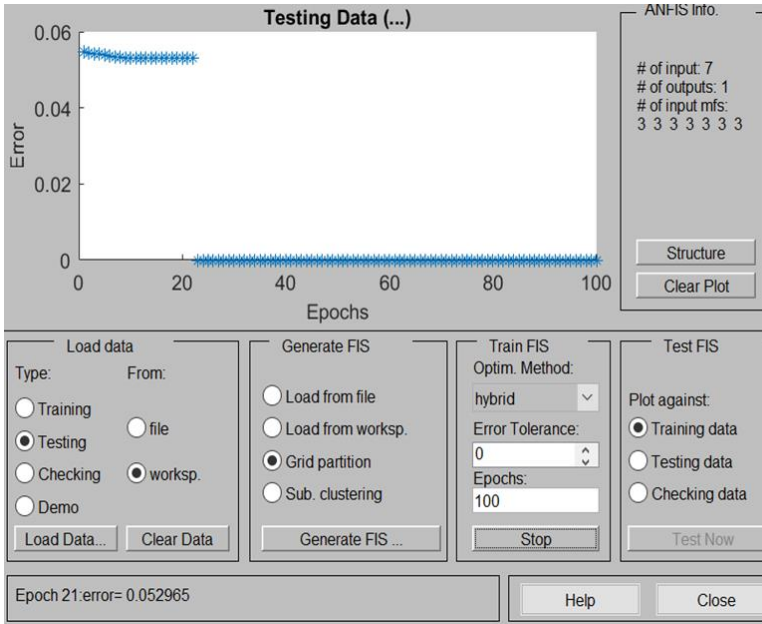 Testing Data (...)
0.06
0.04
0.02
0
Error
0 20 40 60 80 100
Epochs
ANFIS Info.
# of input: 7
# of outputs: 1
# of input mfs:
3 3 3 3 3 3 3
Structure
Clear Plot
Load data
Type: From:
Training
Testing
Checking
Demo
file
worksp.
Load Data...
Clear Data
Generate FIS
Load from file
Load from worksp.
Grid partition
Sub. clustering
Generate FIS ...
Train FIS
Optim. Method:
hybrid
Error Tolerance:
0
Epochs:
100
Stop
Test FIS
Plot against:
Training data
Testing data
Checking data
Test Now
Epoch 21:error= 0.052965
Help
Close